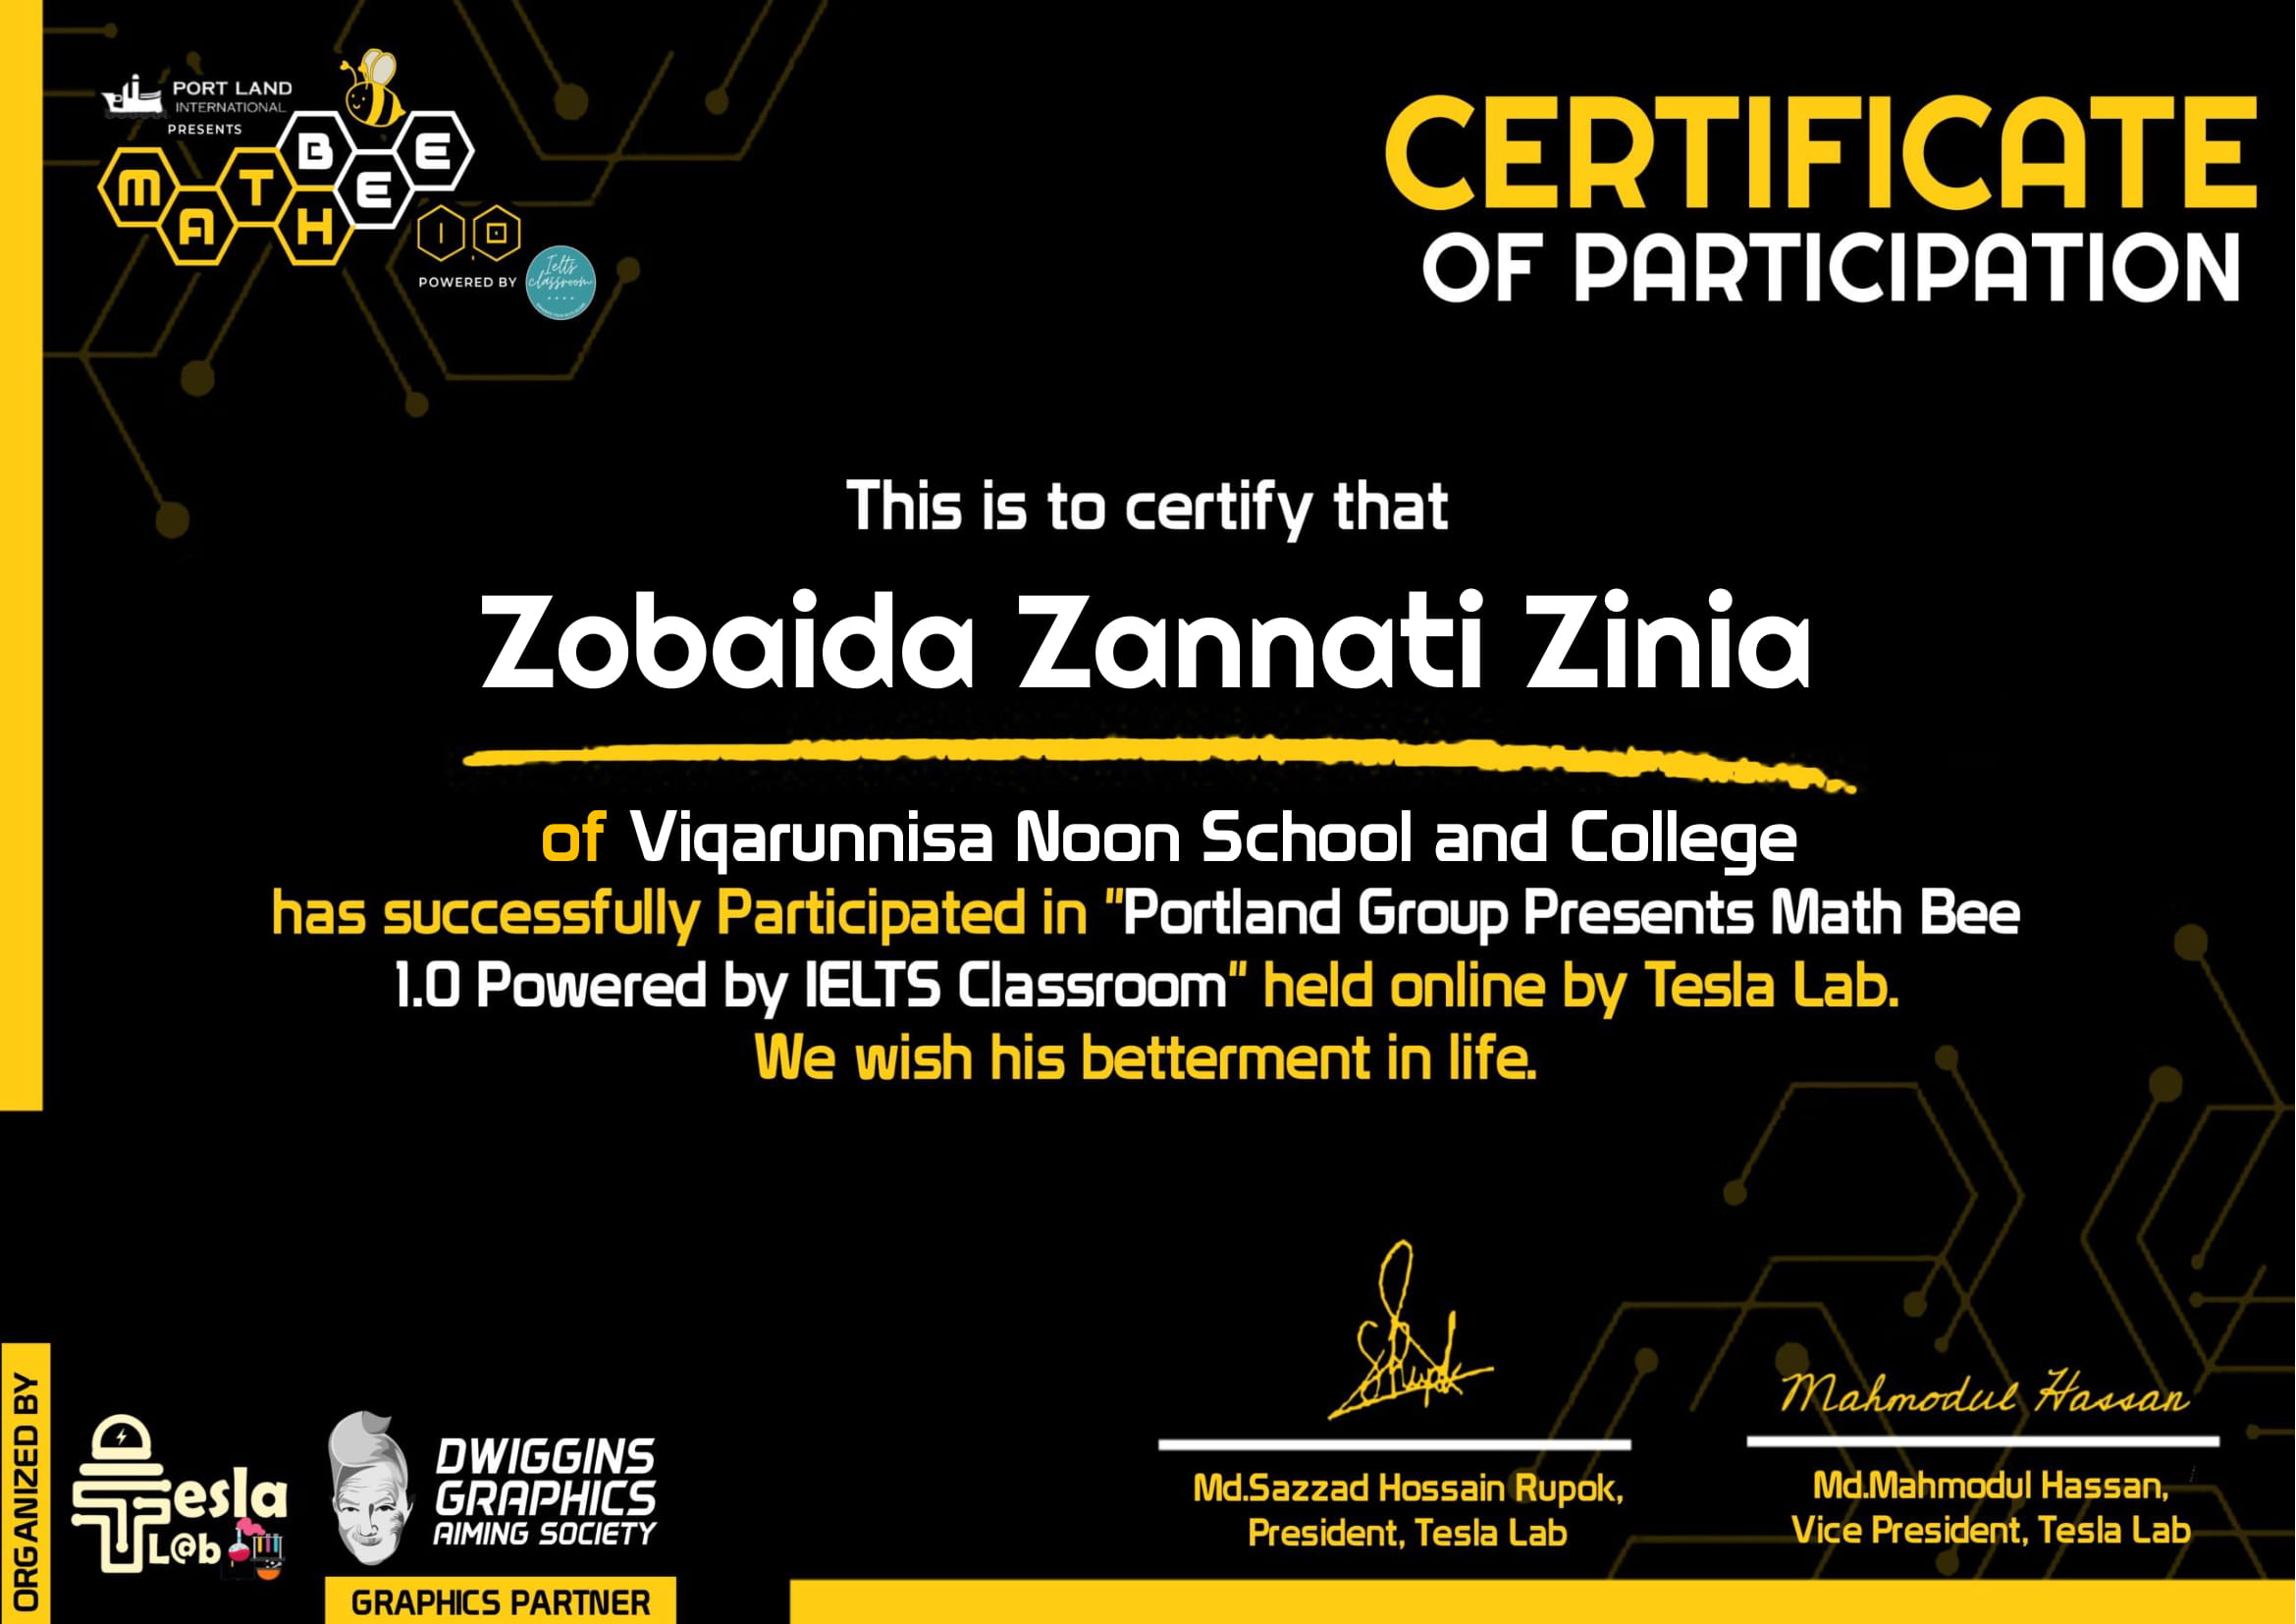 PORT LAND
INTERNATIONAL
PRESENTS
MATH BEE
1.0
POWERED BY
Ielts
classroom
CERTIFICATE
OF PARTICIPATION
This is to certify that
Zobaida Zannati Zinia
of Viqarunnisa Noon School and College
has successfully Participated in "Portland Group Presents Math Bee
1.0 Powered by IELTS Classroom" held online by Tesla Lab.
We wish his betterment in life.
ORGANIZED BY
Tesla
L@b
DWIGGINS
GRAPHICS
AIMING SOCIETY
GRAPHICS PARTNER
Md.Sazzad Hossain Rupok,
President, Tesla Lab
Mahmodul Hassan
Md.Mahmodul Hassan,
Vice President, Tesla Lab